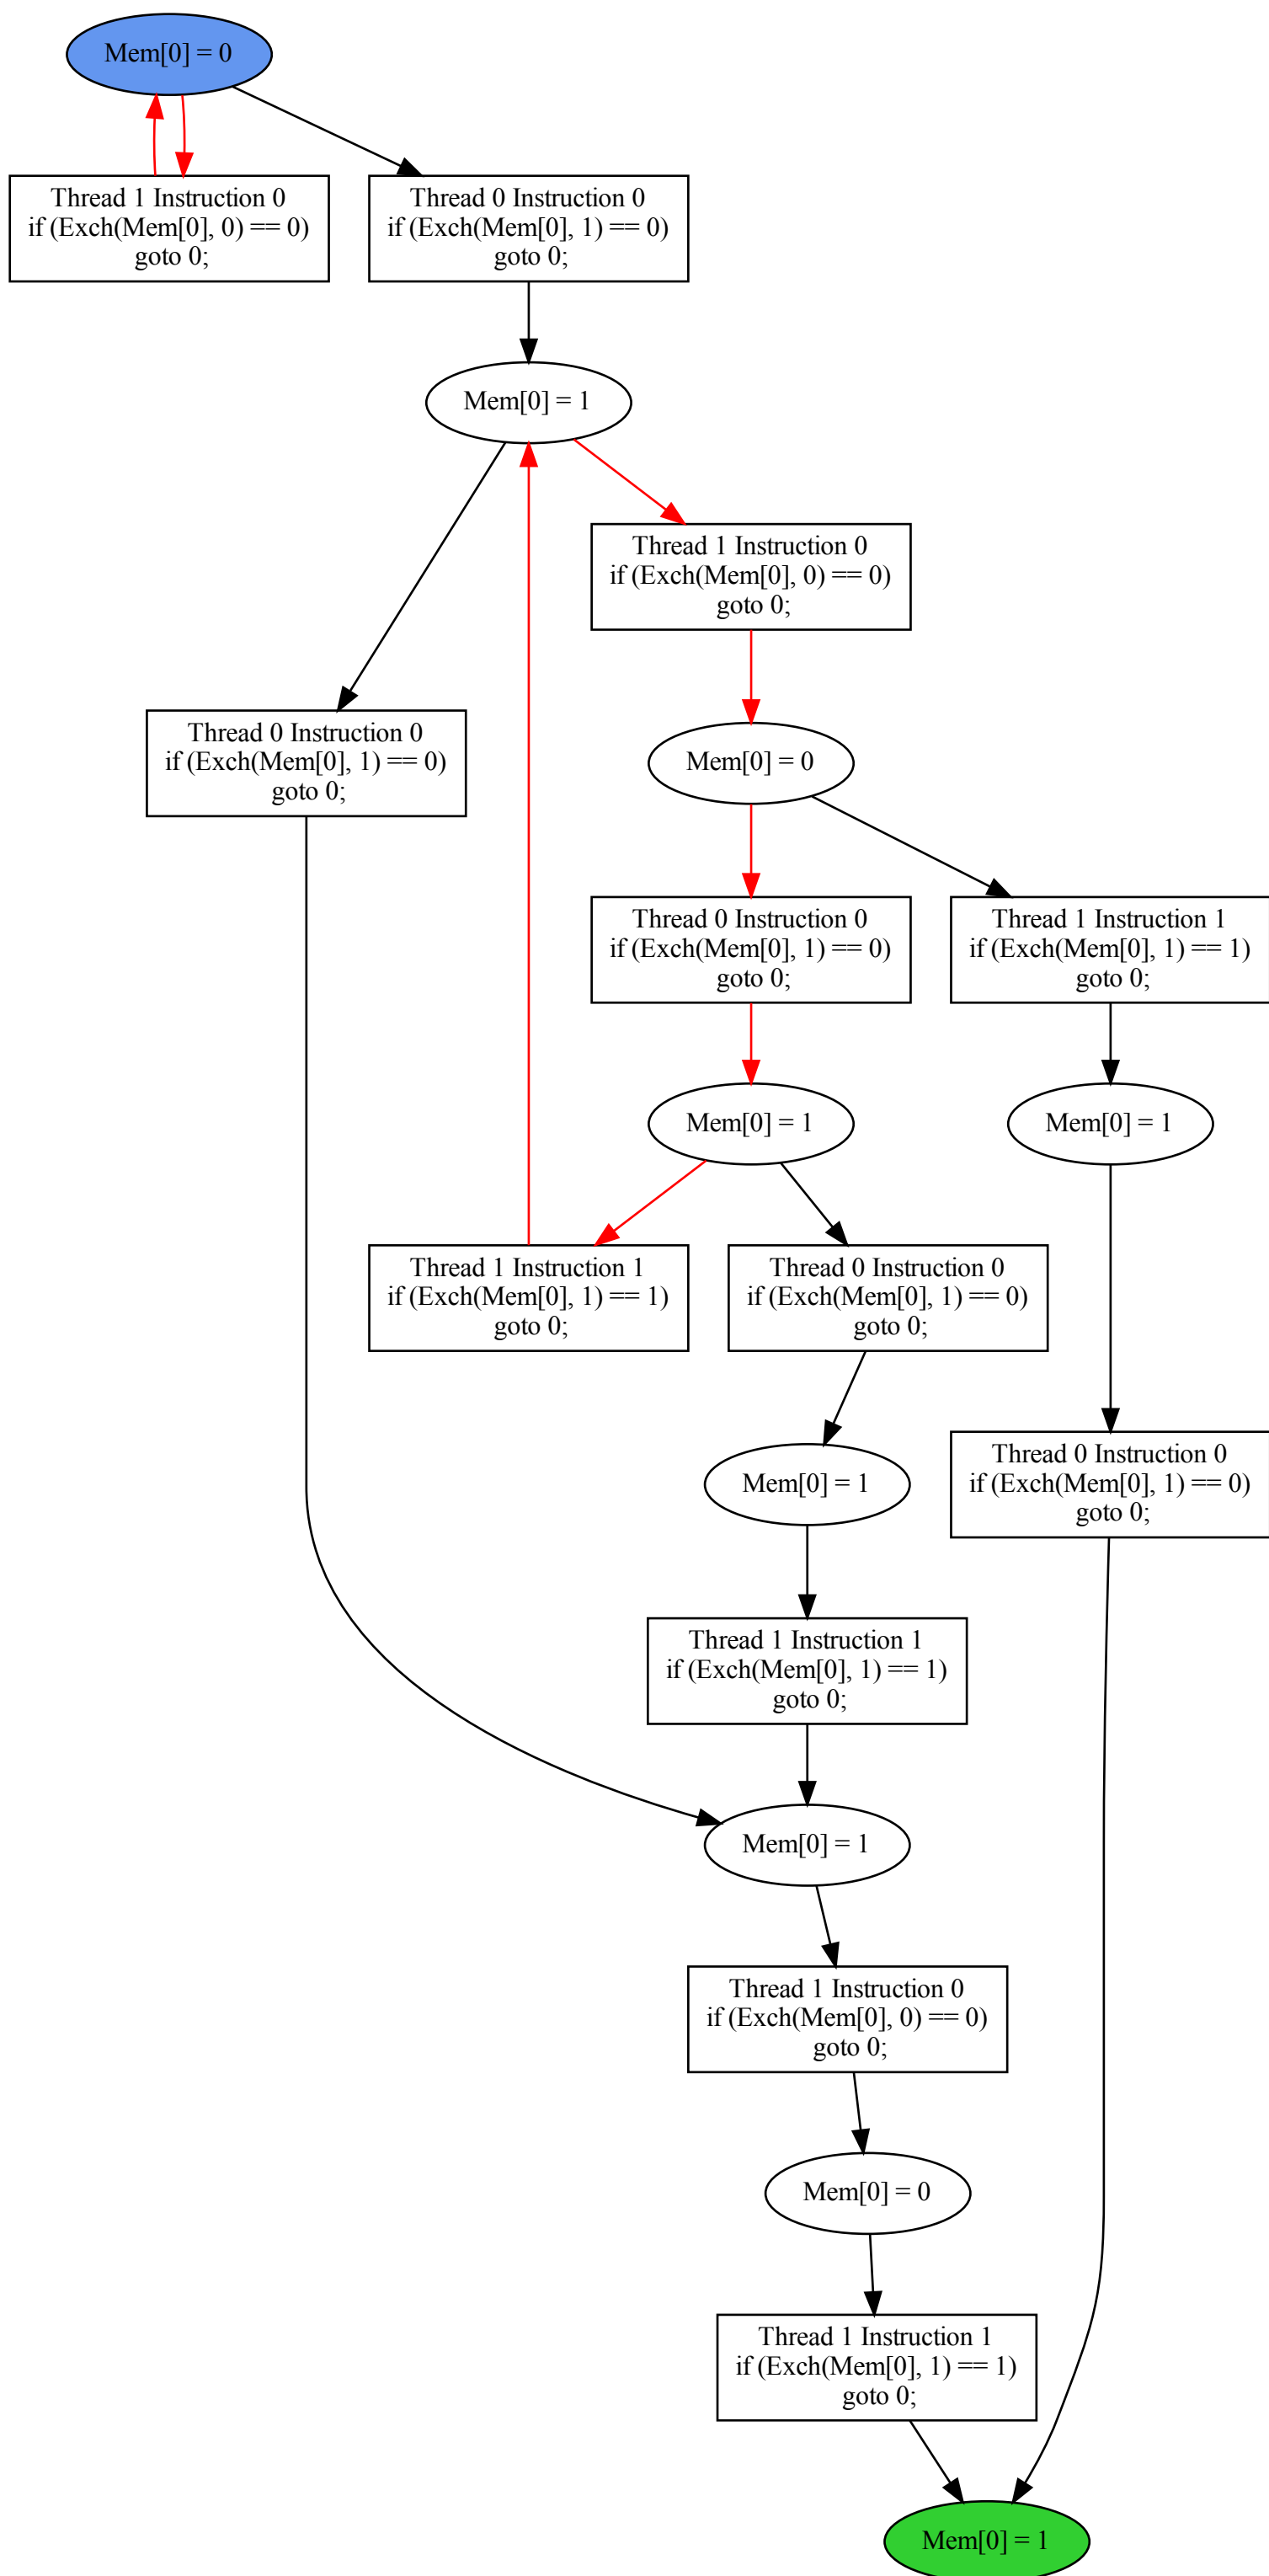 Mem[0] = 0
Thread 1 Instruction 0
if (Exch(Mem[0], 0) == 0)
goto 0;
Thread 0 Instruction 0
if (Exch(Mem[0], 1) == 0)
goto 0;
Mem[0] = 1
Thread 1 Instruction 0
if (Exch(Mem[0], 0) == 0)
goto 0;
Thread 0 Instruction 0
if (Exch(Mem[0], 1) == 0)
goto 0;
Mem[0] = 0
Thread 0 Instruction 0
if (Exch(Mem[0], 1) == 0)
goto 0;
Thread 1 Instruction 1
if (Exch(Mem[0], 1) == 1)
goto 0;
Mem[0] = 1
Mem[0] = 1
Thread 1 Instruction 1
if (Exch(Mem[0], 1) == 1)
goto 0;
Thread 0 Instruction 0
if (Exch(Mem[0], 1) == 0)
goto 0;
Mem[0] = 1
Thread 0 Instruction 0
if (Exch(Mem[0], 1) == 0)
goto 0;
Thread 1 Instruction 1
if (Exch(Mem[0], 1) == 1)
goto 0;
Mem[0] = 1
Thread 1 Instruction 0
if (Exch(Mem[0], 0) == 0)
goto 0;
Mem[0] = 0
Thread 1 Instruction 1
if (Exch(Mem[0], 1) == 1)
goto 0;
Mem[0] = 1